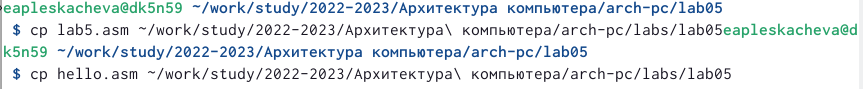 eapleskacheva@dk5n59 ~/work/study/2022-2023/Архитектура компьютера/arch-pc/lab05
$ cp lab5.asm ~/work/study/2022-2023/Архитектура\ компьютера/arch-pc/labs/lab05eapleskacheva@d
k5n59 ~/work/study/2022-2023/Архитектура компьютера/arch-pc/lab05
$ cp hello.asm ~/work/study/2022-2023/Архитектура\ компьютера/arch-pc/labs/lab05